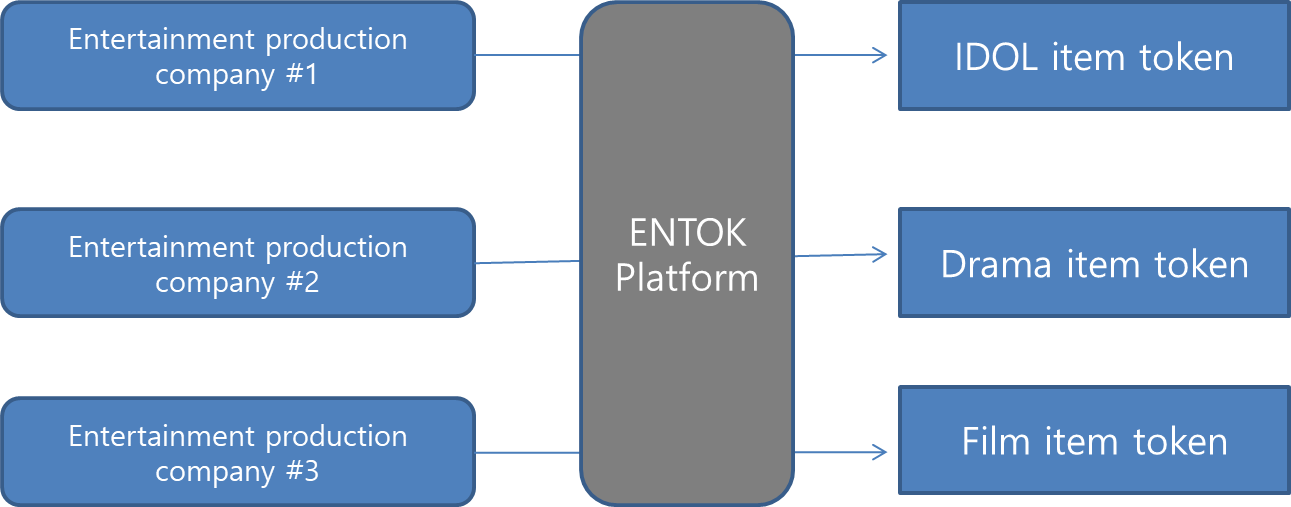 Entertainment production
company #1
IDOL item token
Entertainment production
company #2
ENTOK
Platform
Drama item token
Entertainment production
company #3
Film item token